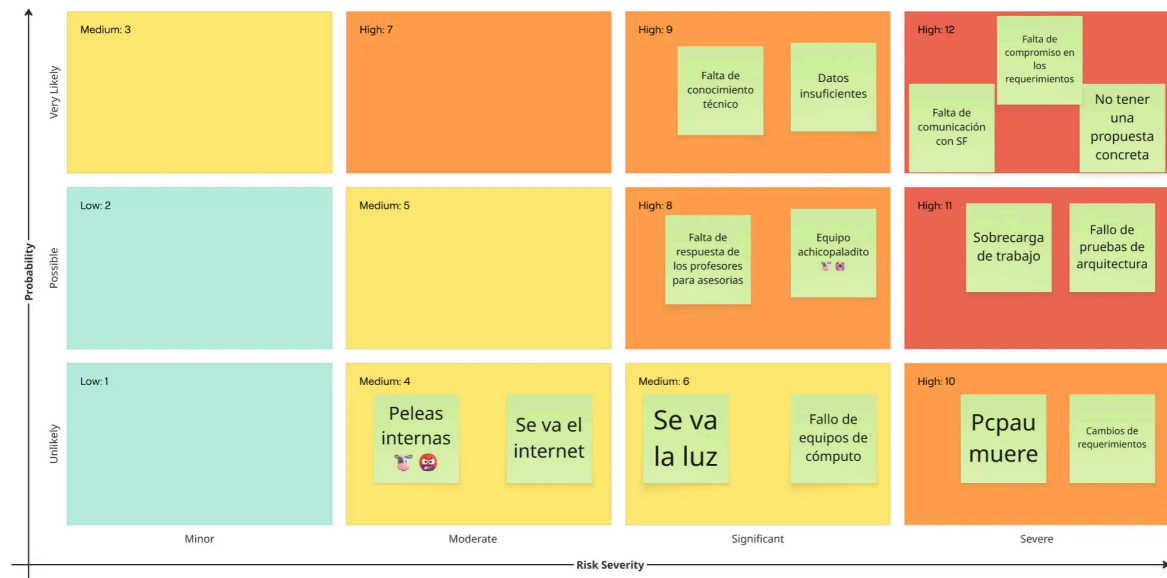 Medium: 3
High: 7
High: 9
Falta de
conocimiento
técnico
Datos
insuficientes
High: 12
Falta de
compromiso en
los
requerimientos
Falta de
comunicación
con SF
No tener
una
propuesta
concreta
Very Likely
Low: 2
Medium: 5
High: 8
Falta de
respuesta de
los profesores
para asesorias
Equipo
achicopaladito
High: 11
Sobrecarga
de trabajo
Fallo de
pruebas de
arquitectura
Probability
Possible
Low: 1
Medium: 4
Peleas
internas
Se va el
internet
Medium: 6
Se va
la luz
Fallo de
equipos de
cómputo
High: 10
Pcpau
muere
Cambios de
requerimientos
Unlikely
Minor
Moderate
Significant
Severe
Risk Severity